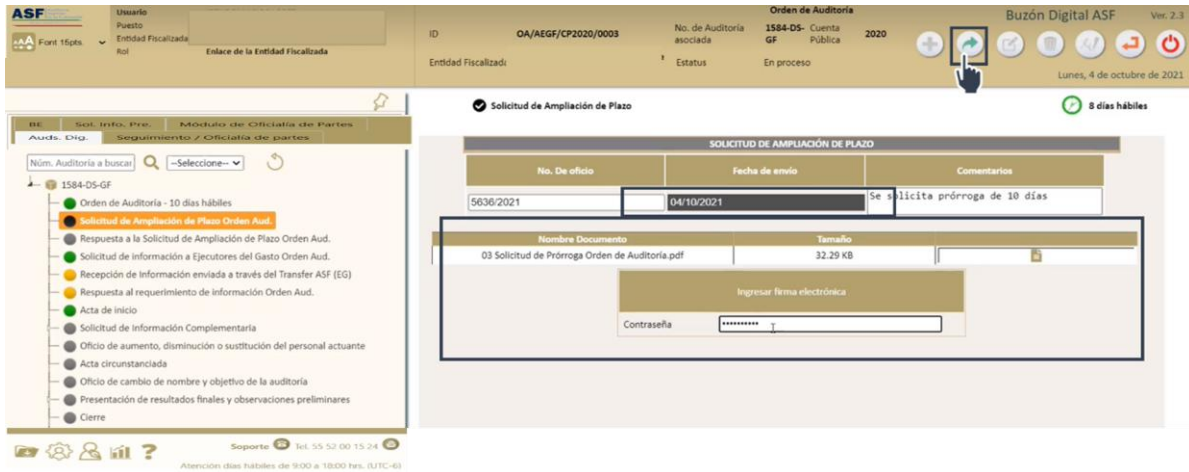 ASF
Font 16pts
Usuario
Puesto
Entidad Fiscalizada
Rol Enlace de la Entidad Fiscalizada
Orden de Auditoría
ID OA/AEGF/CP2020/0003 No. de Auditoría asociada 1584-DS-GF Cuenta Pública 2020
Entidad Fiscalizada Estatus En proceso
Buzón Digital ASF Ver. 2.3
Lunes, 4 de octubre de 2021
BE Sol. Info. Pre. Módulo de Oficialía de Partes
Auds. Dig. Seguimiento / Oficialía de partes
Núm. Auditoría a buscar --Seleccione--
1584-DS-GF
Orden de Auditoría - 10 días hábiles
Solicitud de Ampliación de Plazo Orden Aud.
Respuesta a la Solicitud de Ampliación de Plazo Orden Aud.
Solicitud de información a Ejecutores del Gasto Orden Aud.
Recepción de Información enviada a través del Transfer ASF (EG)
Respuesta al requerimiento de información Orden Aud.
Acta de inicio
Solicitud de Información Complementaria
Oficio de aumento, disminución o sustitución del personal actuante
Acta circunstanciada
Oficio de cambio de nombre y objetivo de la auditoría
Presentación de resultados finales y observaciones preliminares
Cierre
Soporte Tel. 55 52 00 15 24
Atención días hábiles de 9:00 a 18:00 hrs. (UTC-6)
Solicitud de Ampliación de Plazo 8 días hábiles
SOLICITUD DE AMPLIACIÓN DE PLAZO
No. De oficio Fecha de envío Comentarios
5636/2021 04/10/2021 Se solicita prórroga de 10 días
Nombre Documento Tamaño
03 Solicitud de Prórroga Orden de Auditoría.pdf 32.29 KB
Ingresar firma electrónica
Contraseña ••••••••••